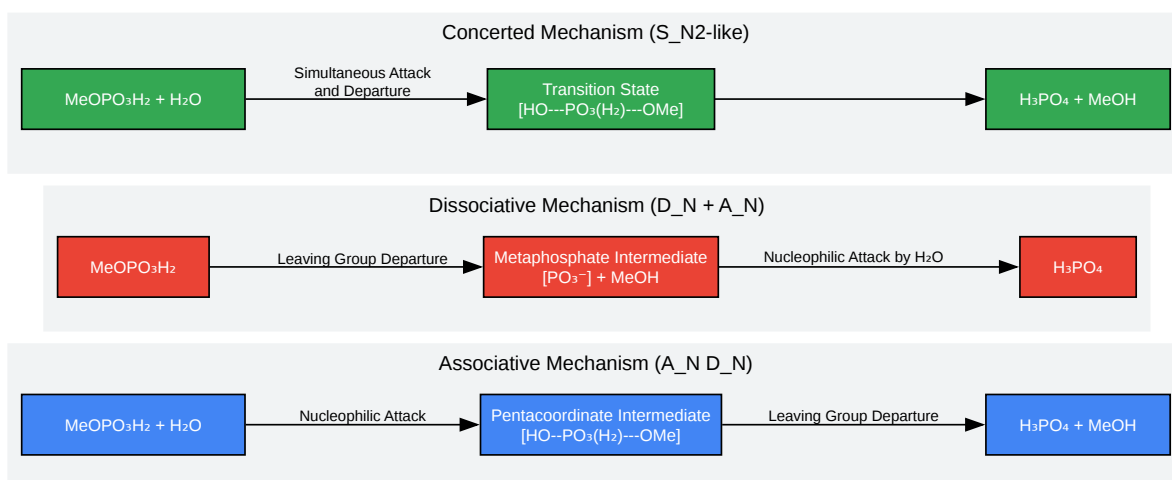 Concerted Mechanism (S_N2-like)
MeOPO₃H₂ + H₂O
Simultaneous Attack
and Departure
Transition State
[HO---PO₃(H₂)---OMe]
H₃PO₄ + MeOH
Dissociative Mechanism (D_N + A_N)
MeOPO₃H₂
Leaving Group Departure
Metaphosphate Intermediate
[PO₃⁻] + MeOH
Nucleophilic Attack by H₂O
H₃PO₄
Associative Mechanism (A_N D_N)
MeOPO₃H₂ + H₂O
Nucleophilic Attack
Pentacoordinate Intermediate
[HO--PO₃(H₂)---OMe]
Leaving Group Departure
H₃PO₄ + MeOH